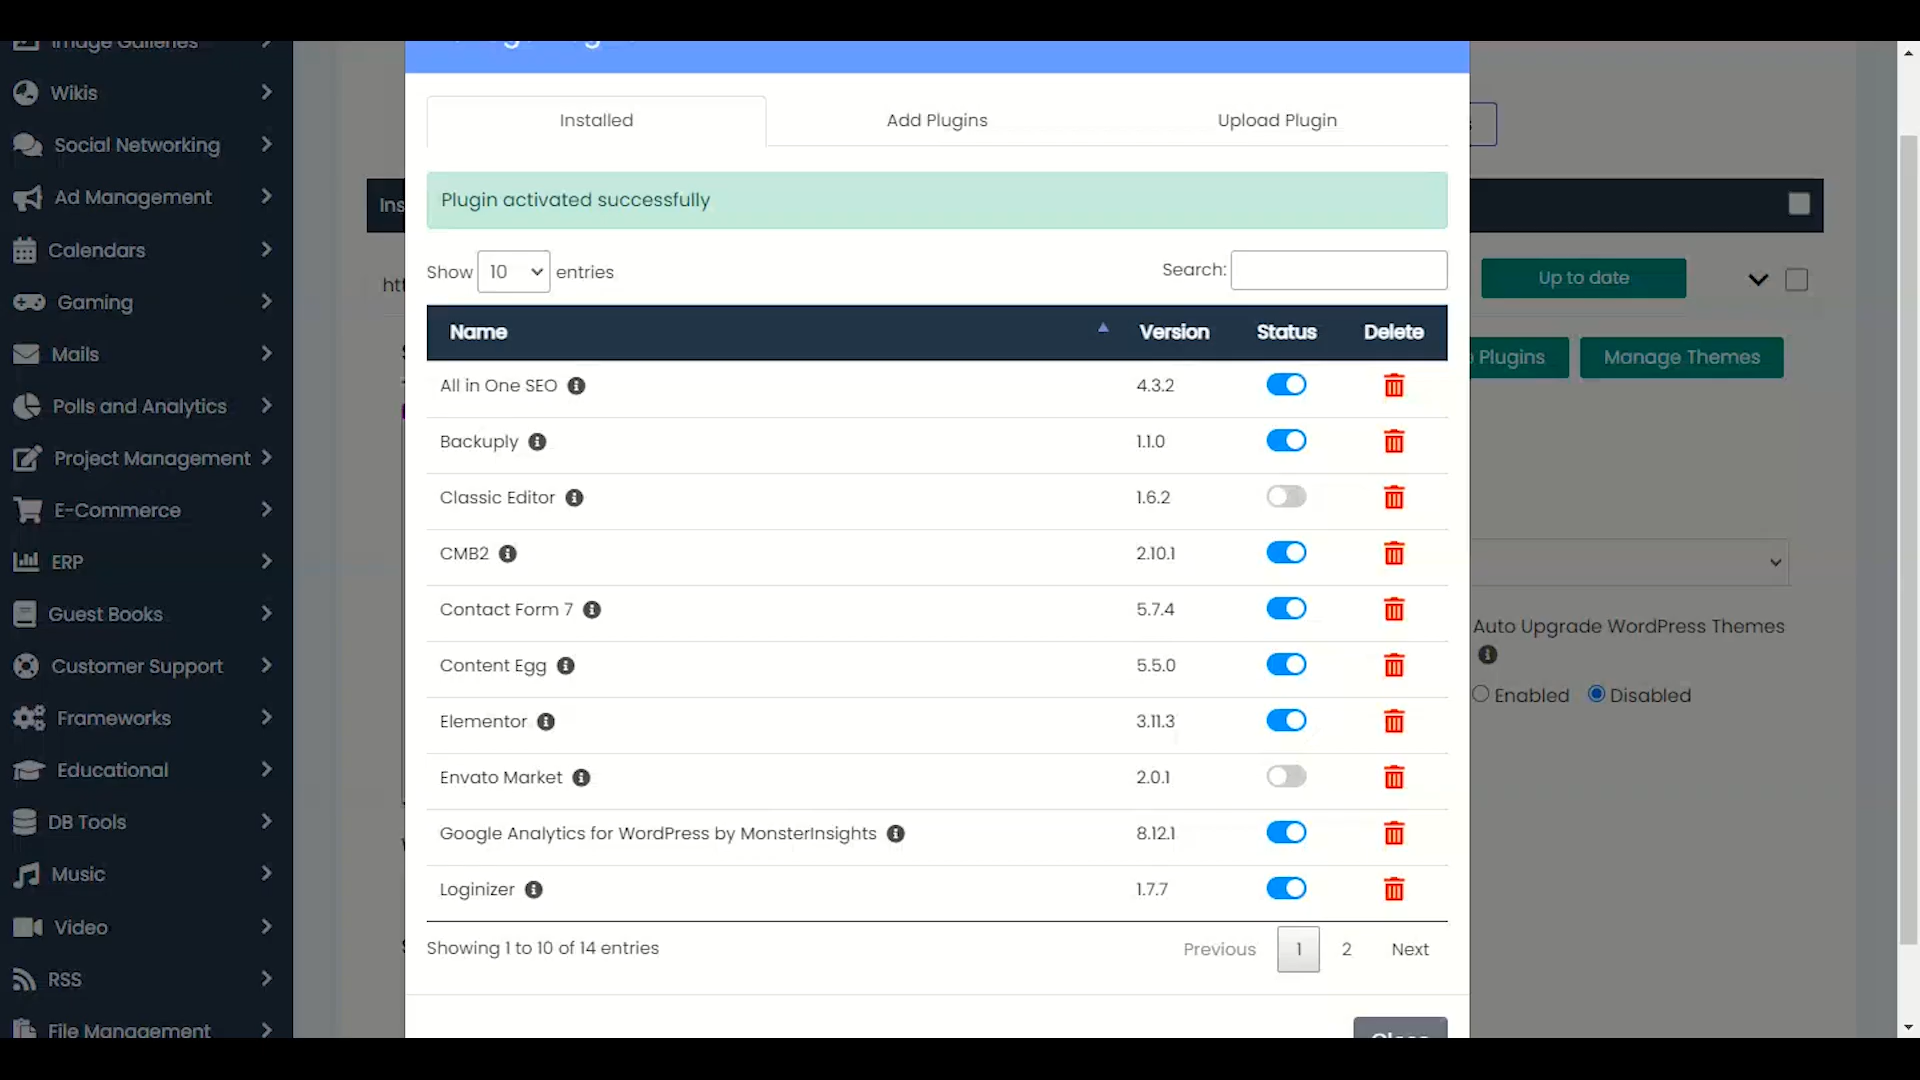 Image Galleries
Wikis
Social Networking
Ad Management
Calendars
Gaming
Mails
Polls and Analytics
Project Management
E-Commerce
ERP
Guest Books
Customer Support
Frameworks
Educational
DB Tools
Music
Video
RSS
File Management
Installed
Add Plugins
Upload Plugin
Plugin activated successfully
Show 10 entries
Search:
Name Version Status Delete
All in One SEO 4.3.2
Backuply 1.1.0
Classic Editor 1.6.2
CMB2 2.10.1
Contact Form 7 5.7.4
Content Egg 5.5.0
Elementor 3.11.3
Envato Market 2.0.1
Google Analytics for WordPress by MonsterInsights 8.12.1
Loginizer 1.7.7
Showing 1 to 10 of 14 entries
Previous 1 2 Next
Close
Ins
htt
Up to date
Plugins
Manage Themes
Auto Upgrade WordPress Themes
Enabled Disabled